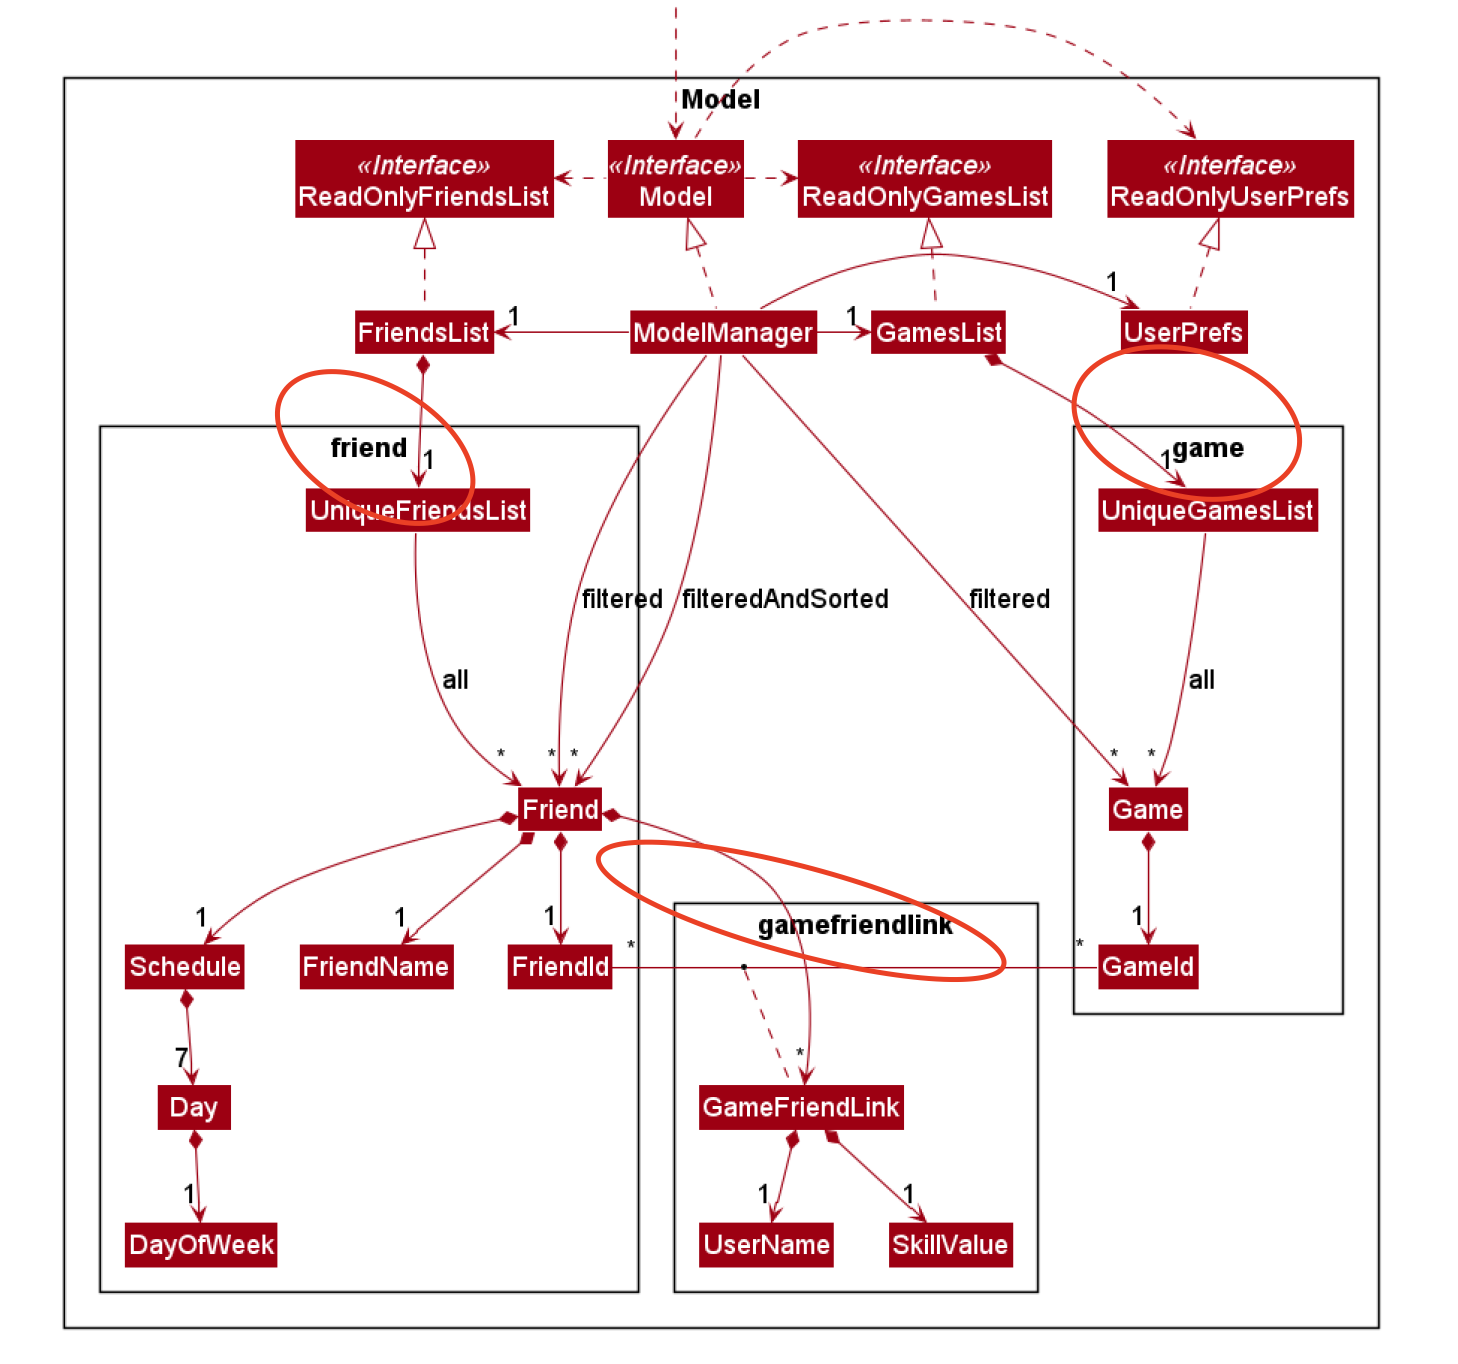 Model
«Interface»
ReadOnlyFriendsList
«Interface»
Model
«Interface»
ReadOnlyGamesList
«Interface»
ReadOnlyUserPrefs
1
FriendsList
1
ModelManager
1
GamesList
UserPrefs
friend
1
game
1
UniqueFriendsList
UniqueGamesList
filtered
filteredAndSorted
filtered
all
all
*
*
*
*
*
Friend
Game
1
1
1
1
gamefriendlink
*
*
Schedule
FriendName
FriendId
GameId
7
*
Day
GameFriendLink
1
1
1
DayOfWeek
UserName
SkillValue